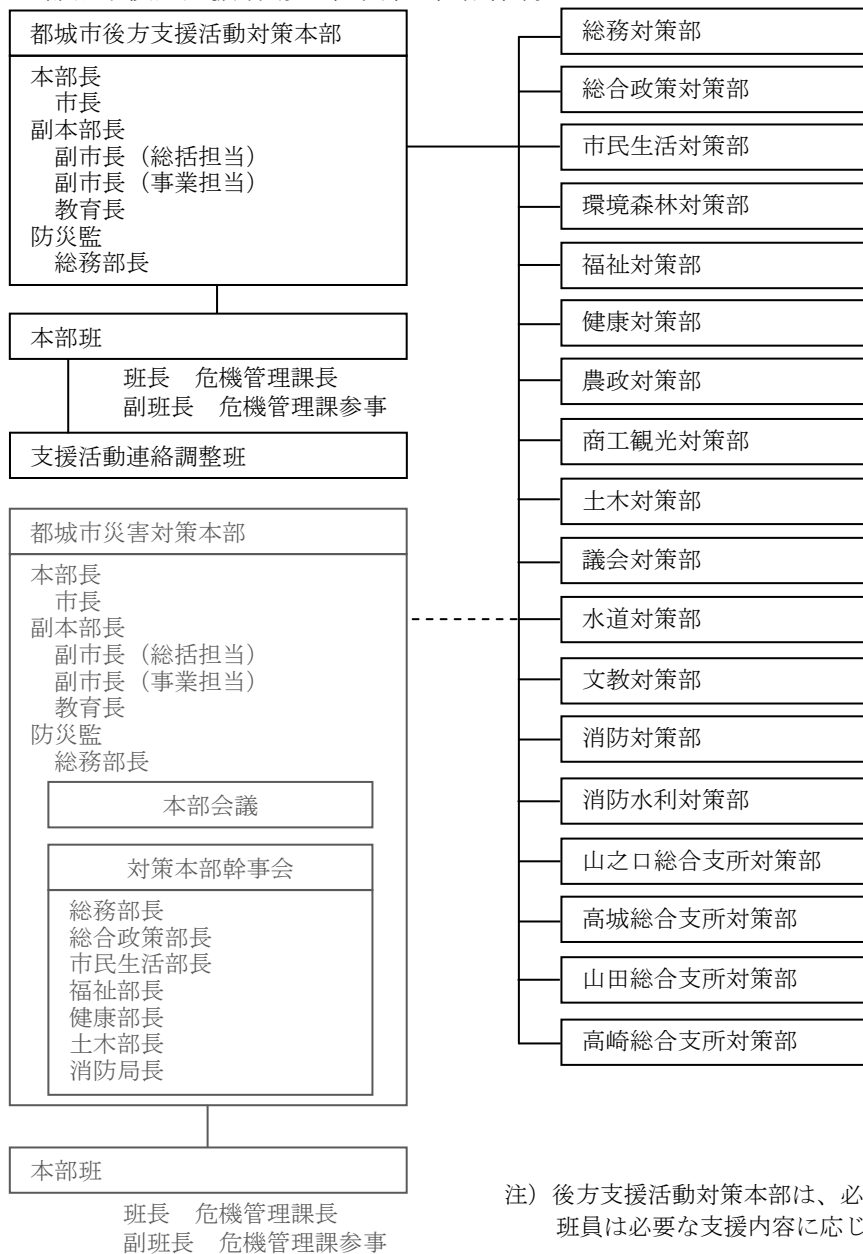 都城市後方支援活動対策本部
本部長
市長
副本部長
副市長（総括担当）
副市長（事業担当）
教育長
防災監
総務部長
本部班
班長　危機管理課長
副班長　危機管理課参事
支援活動連絡調整班
都城市災害対策本部
本部長
市長
副本部長
副市長（総括担当）
副市長（事業担当）
教育長
防災監
総務部長
本部会議
対策本部幹事会
総務部長
総合政策部長
市民生活部長
福祉部長
健康部長
土木部長
消防局長
本部班
班長　危機管理課長
副班長　危機管理課参事
総務対策部
総合政策対策部
市民生活対策部
環境森林対策部
福祉対策部
健康対策部
農政対策部
商工観光対策部
土木対策部
議会対策部
水道対策部
文教対策部
消防対策部
消防水利対策部
山之口総合支所対策部
高城総合支所対策部
山田総合支所対策部
高崎総合支所対策部
注）後方支援活動対策本部は、必
班員は必要な支援内容に応じ